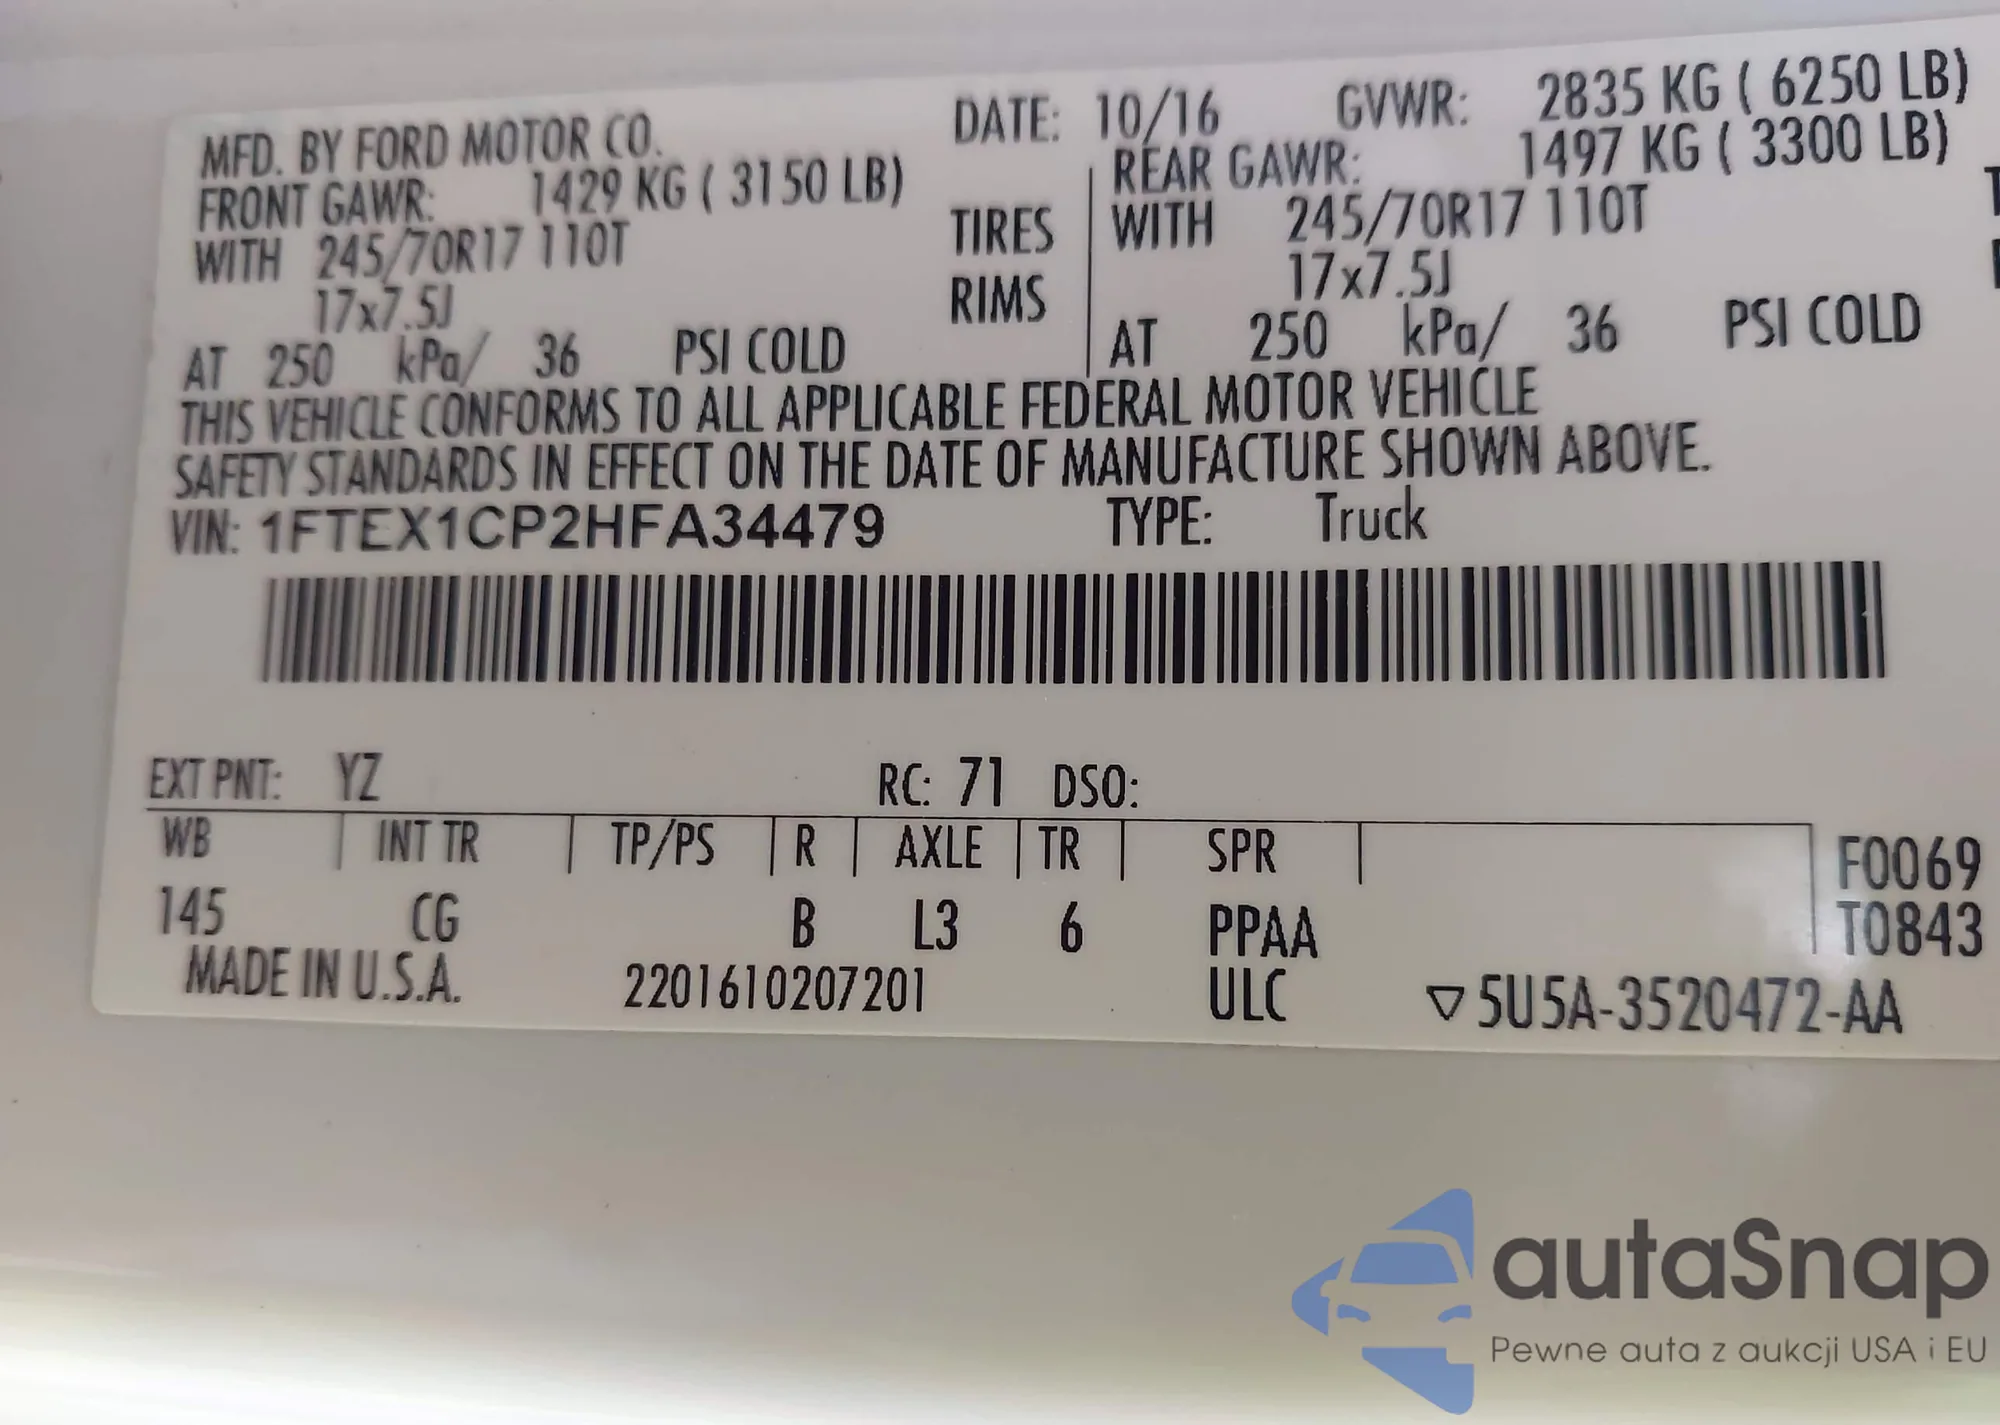 MFD. BY FORD MOTOR CO. DATE: 10/16 GVWR: 2835 KG ( 6250 LB)
FRONT GAWR: 1429 KG ( 3150 LB) REAR GAWR: 1497 KG ( 3300 LB)
WITH 245/70R17 110T TIRES WITH 245/70R17 110T
17x7.5J RIMS 17x7.5J
AT 250 kPa/ 36 PSI COLD AT 250 kPa/ 36 PSI COLD
THIS VEHICLE CONFORMS TO ALL APPLICABLE FEDERAL MOTOR VEHICLE
SAFETY STANDARDS IN EFFECT ON THE DATE OF MANUFACTURE SHOWN ABOVE.
VIN: 1FTEX1CP2HFA34479 TYPE: Truck
EXT PNT: YZ RC: 71 DSO:
WB INT TR TP/PS R AXLE TR SPR F0069
145 CG B L3 6 PPAA T0843
MADE IN U.S.A. 2201610207201 ULC ▽5U5A-3520472-AA
autaSnap
Pewne auta z aukcji USA i EU